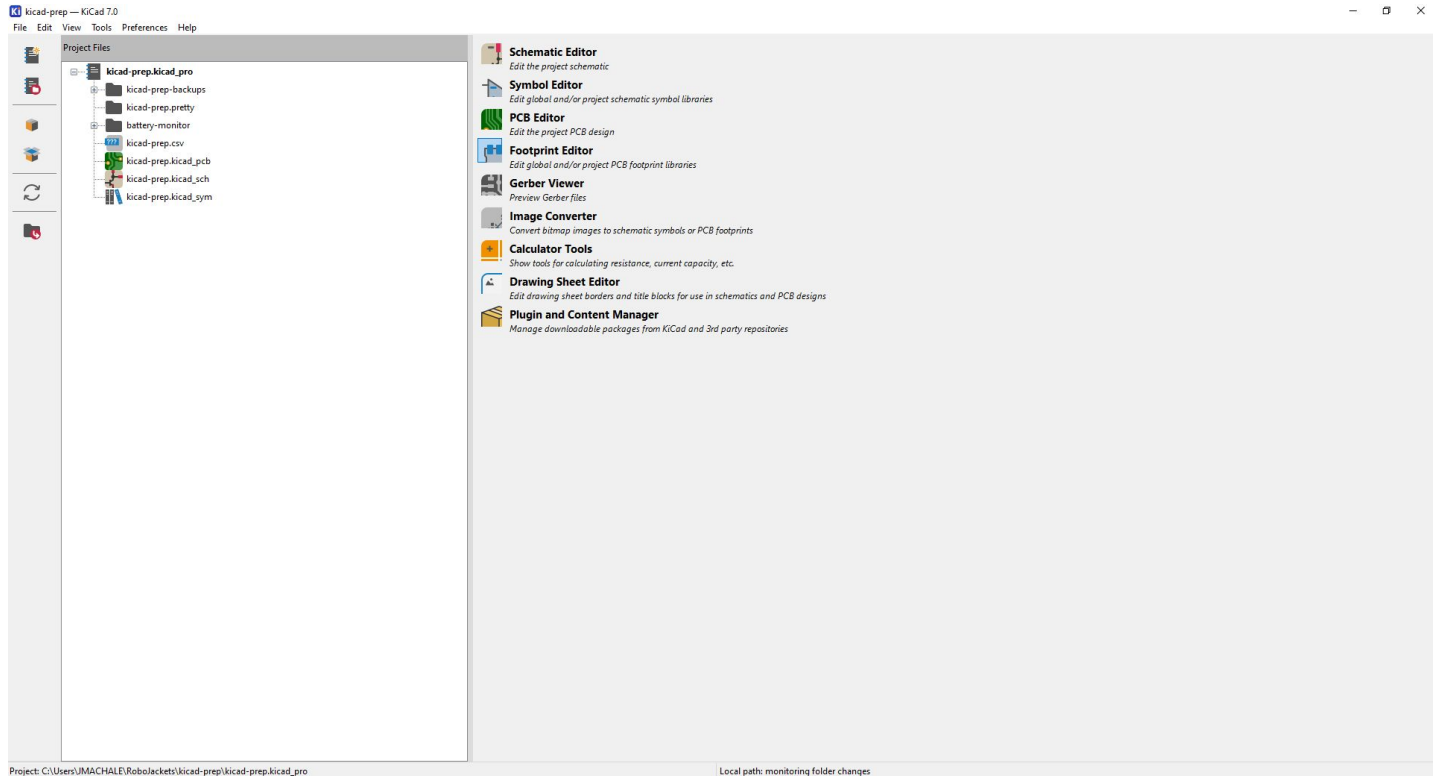 Ki kicad-prep — KiCad 7.0
File Edit View Tools Preferences Help
Project Files
kicad-prep.kicad_pro
kicad-prep-backups
kicad-prep.pretty
battery-monitor
kicad-prep.csv
kicad-prep.kicad_pcb
kicad-prep.kicad_sch
kicad-prep.kicad_sym
Schematic Editor
Edit the project schematic
Symbol Editor
Edit global and/or project schematic symbol libraries
PCB Editor
Edit the project PCB design
Footprint Editor
Edit global and/or project PCB footprint libraries
Gerber Viewer
Preview Gerber files
Image Converter
Convert bitmap images to schematic symbols or PCB footprints
Calculator Tools
Show tools for calculating resistance, current capacity, etc.
Drawing Sheet Editor
Edit drawing sheet borders and title blocks for use in schematics and PCB designs
Plugin and Content Manager
Manage downloadable packages from KiCad and 3rd party repositories
Project: C:\Users\JMACHALE\RoboJackets\kicad-prep\kicad-prep.kicad_pro
Local path: monitoring folder changes